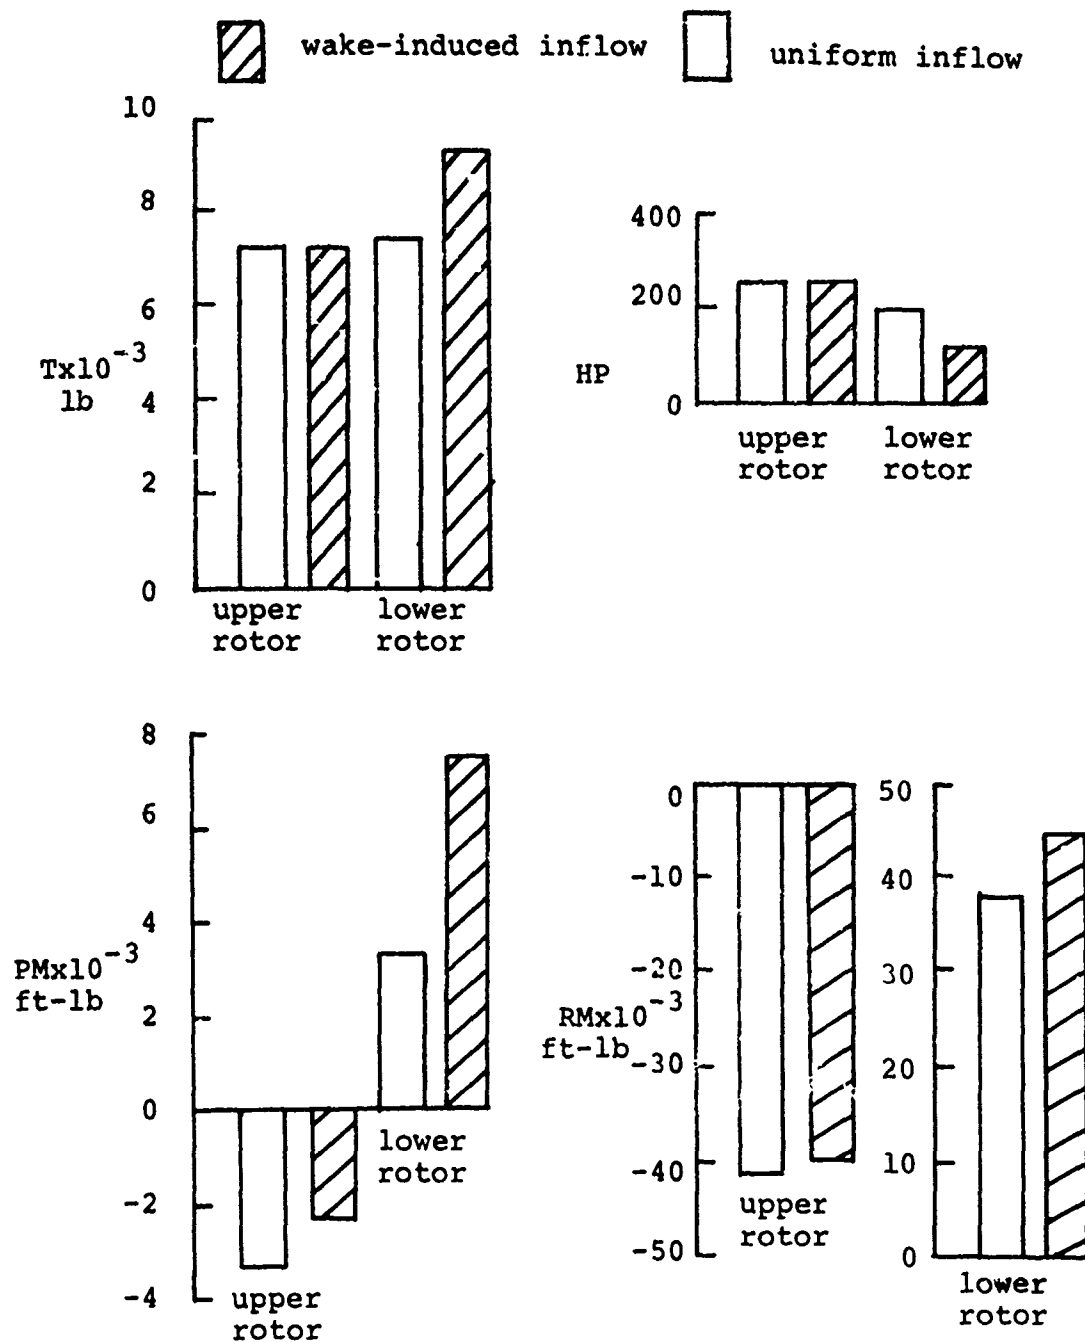 wake-induced inflow
uniform inflow
10
8
6
Tx10⁻³
lb
4
2
0
upper
rotor
lower
rotor
400
200
HP
0
upper
rotor
lower
rotor
8
6
4
PMx10⁻³
ft-lb
2
0
-2
-4
lower
rotor
upper
rotor
0
-10
-20
RMx10⁻³
ft-lb
-30
-40
-50
upper
rotor
50
40
30
20
10
0
lower
rotor